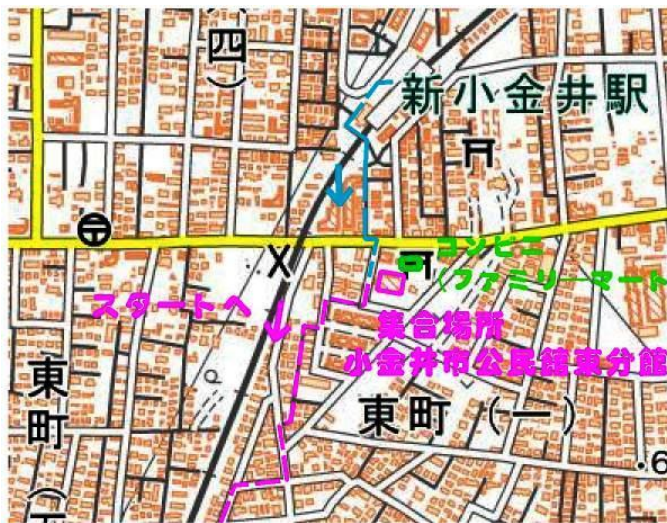 四）
新小金井駅
コンビニ
（ファミリーマート
スタートへ
集合場所
小金井市公民館東分館
東町（一）
東町（